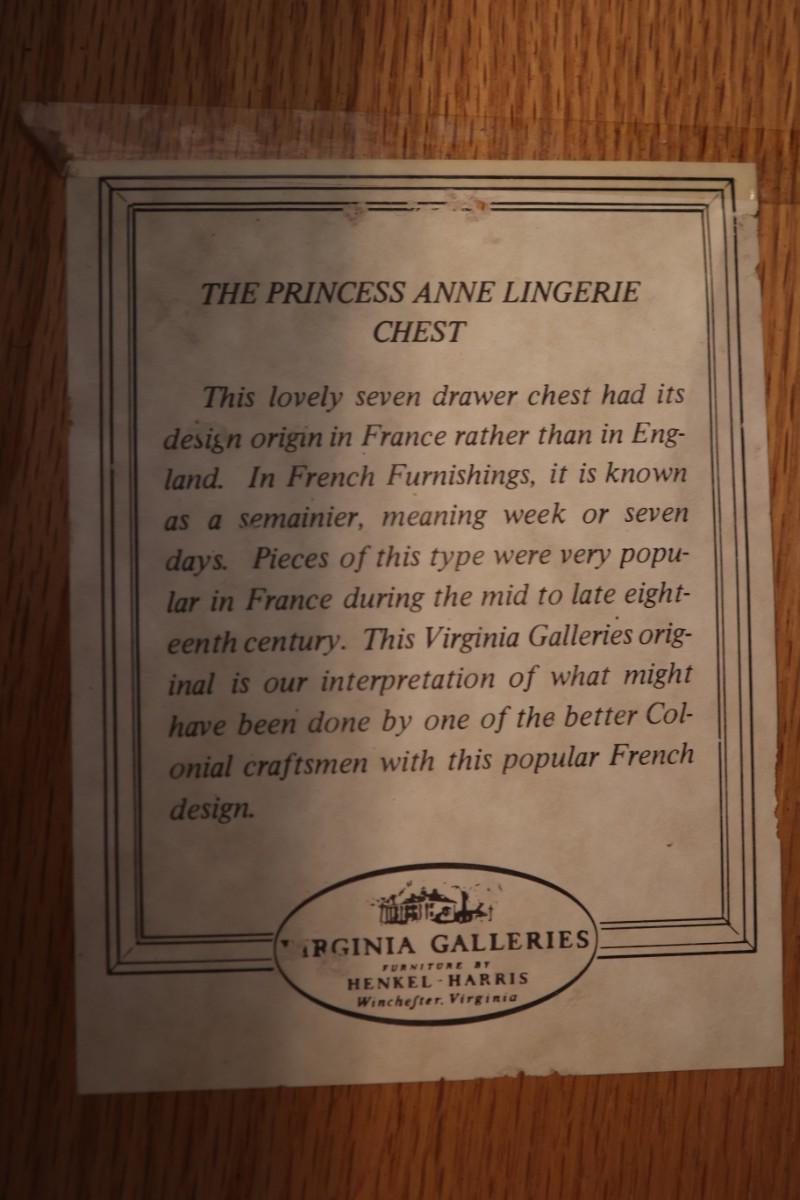 THE PRINCESS ANNE LINGERIE
CHEST
This lovely seven drawer chest had its
design origin in France rather than in Eng-
land. In French Furnishings, it is known
as a semainier, meaning week or seven
days. Pieces of this type were very popu-
lar in France during the mid to late eight-
eenth century. This Virginia Galleries orig-
inal is our interpretation of what might
have been done by one of the better Col-
onial craftsmen with this popular French
design.
VIRGINIA GALLERIES
FURNITURE BY
HENKEL-HARRIS
Wincheſter, Virginia